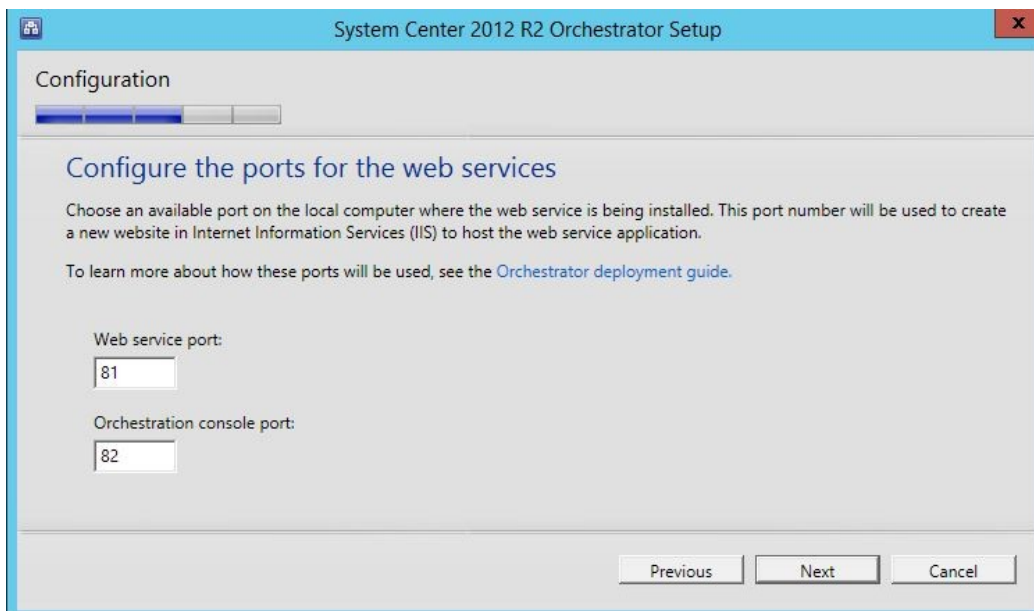 System Center 2012 R2 Orchestrator Setup
x
Configuration
Configure the ports for the web services
Choose an available port on the local computer where the web service is being installed. This port number will be used to create
a new website in Internet Information Services (IIS) to host the web service application.
To learn more about how these ports will be used, see the Orchestrator deployment guide.
Web service port:
81
Orchestration console port:
82
Previous Next Cancel